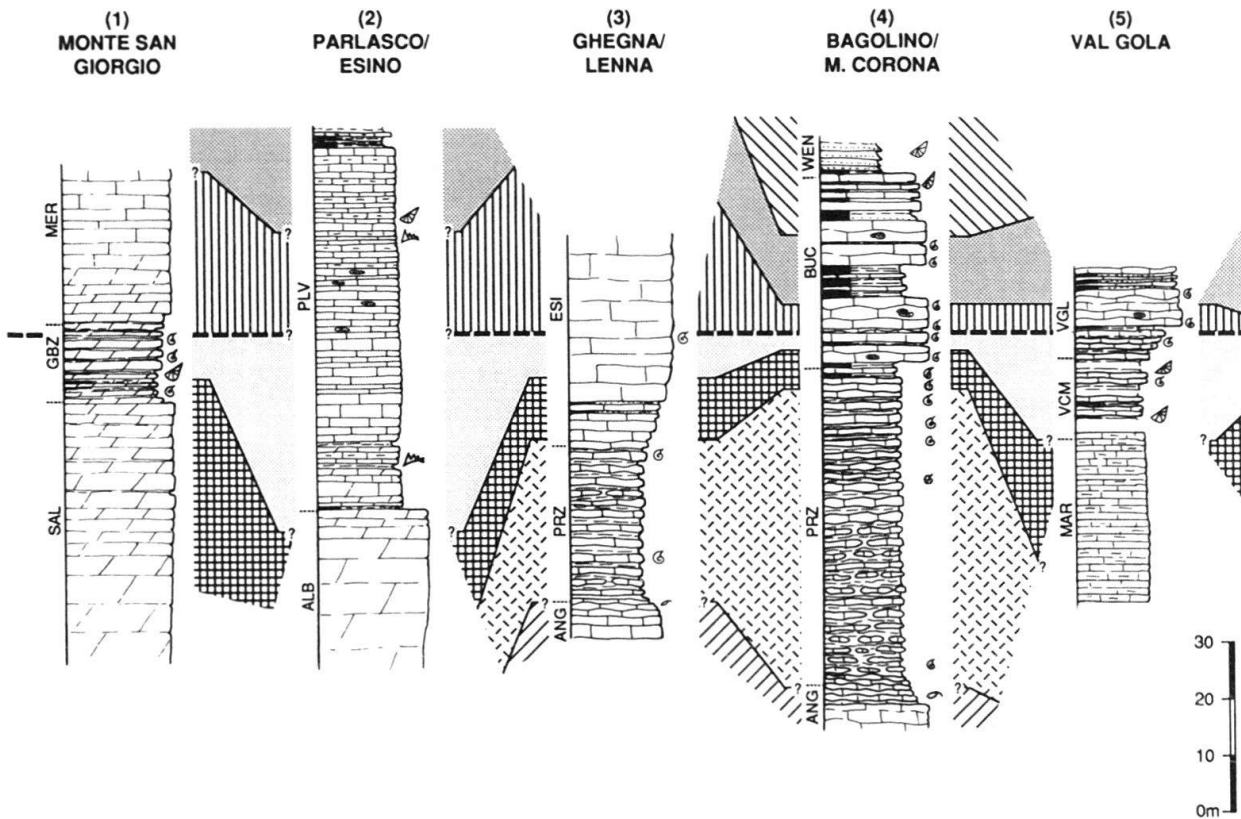 (1)
MONTE SAN
GIORGIO
(2)
PARLASCO/
ESINO
(3)
GHEGNA/
LENNA
(4)
BAGOLINO/
M. CORONA
(5)
VAL GOLA
MER
GBZ
SAL
?
?
?
?
?
PLV
ALB
?
?
?
?
ESI
PRZ
ANG
?
?
WEN
BUC
PRZ
ANG
?
?
?
VGL
VCM
MAR
?
30
20
10
0m